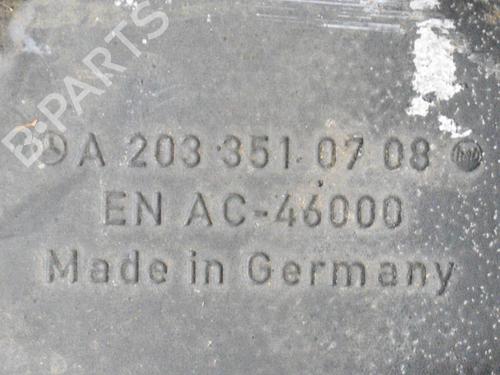 B-PARTS
A 203 351 07 08
EN AC-46000
Made in Germany